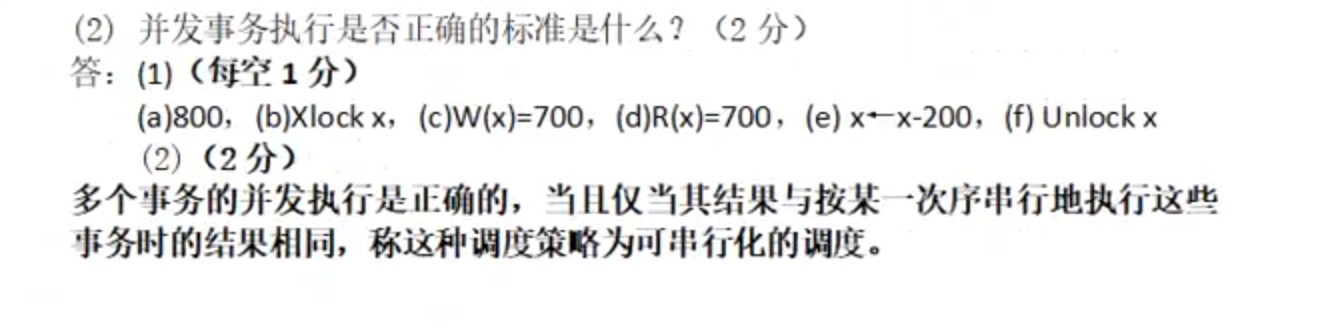 (2) 并发事务执行是否正确的标准是什么？（2 分）
答：(1)（每空 1 分）
(a)800，(b)Xlock x，(c)W(x)=700，(d)R(x)=700，(e) x←x-200，(f) Unlock x
(2)（2 分）
多个事务的并发执行是正确的，当且仅当其结果与按某一次序串行地执行这些
事务时的结果相同，称这种调度策略为可串行化的调度。